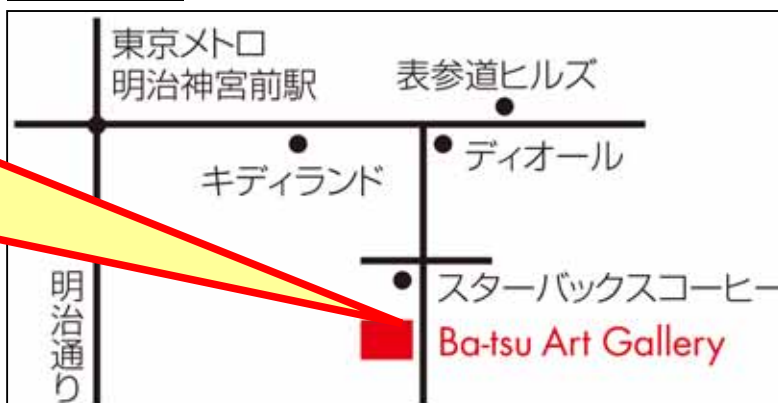 東京メトロ
明治神宮前駅
表参道ヒルズ
ディオール
キディランド
スターバックスコーヒー
明治通り
Ba-tsu Art Gallery